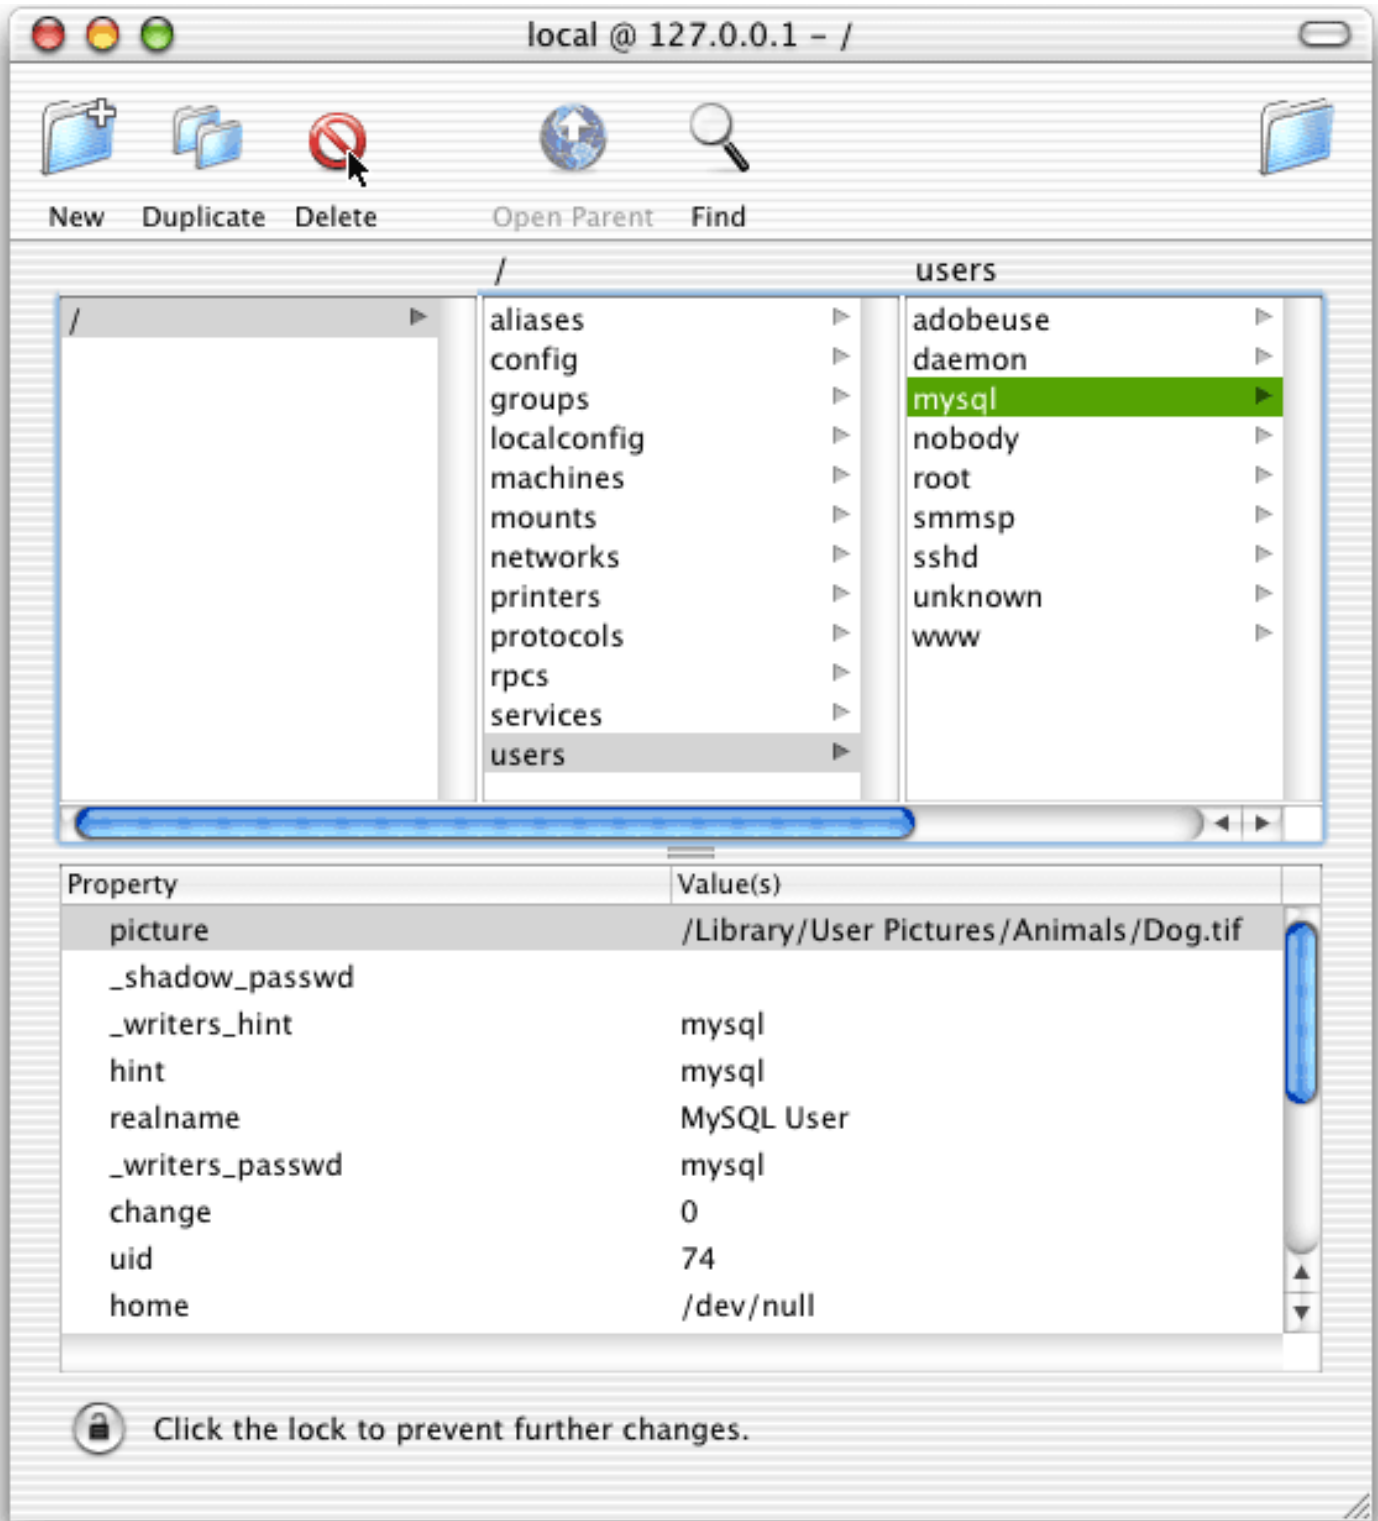 local @ 127.0.0.1 – /
New Duplicate Delete Open Parent Find
/ users
/
aliases
config
groups
localconfig
machines
mounts
networks
printers
protocols
rpcs
services
users
adobeuse
daemon
mysql
nobody
root
smmsp
sshd
unknown
www
Property Value(s)
picture /Library/User Pictures/Animals/Dog.tif
_shadow_passwd
_writers_hint mysql
hint mysql
realname MySQL User
_writers_passwd mysql
change 0
uid 74
home /dev/null
Click the lock to prevent further changes.